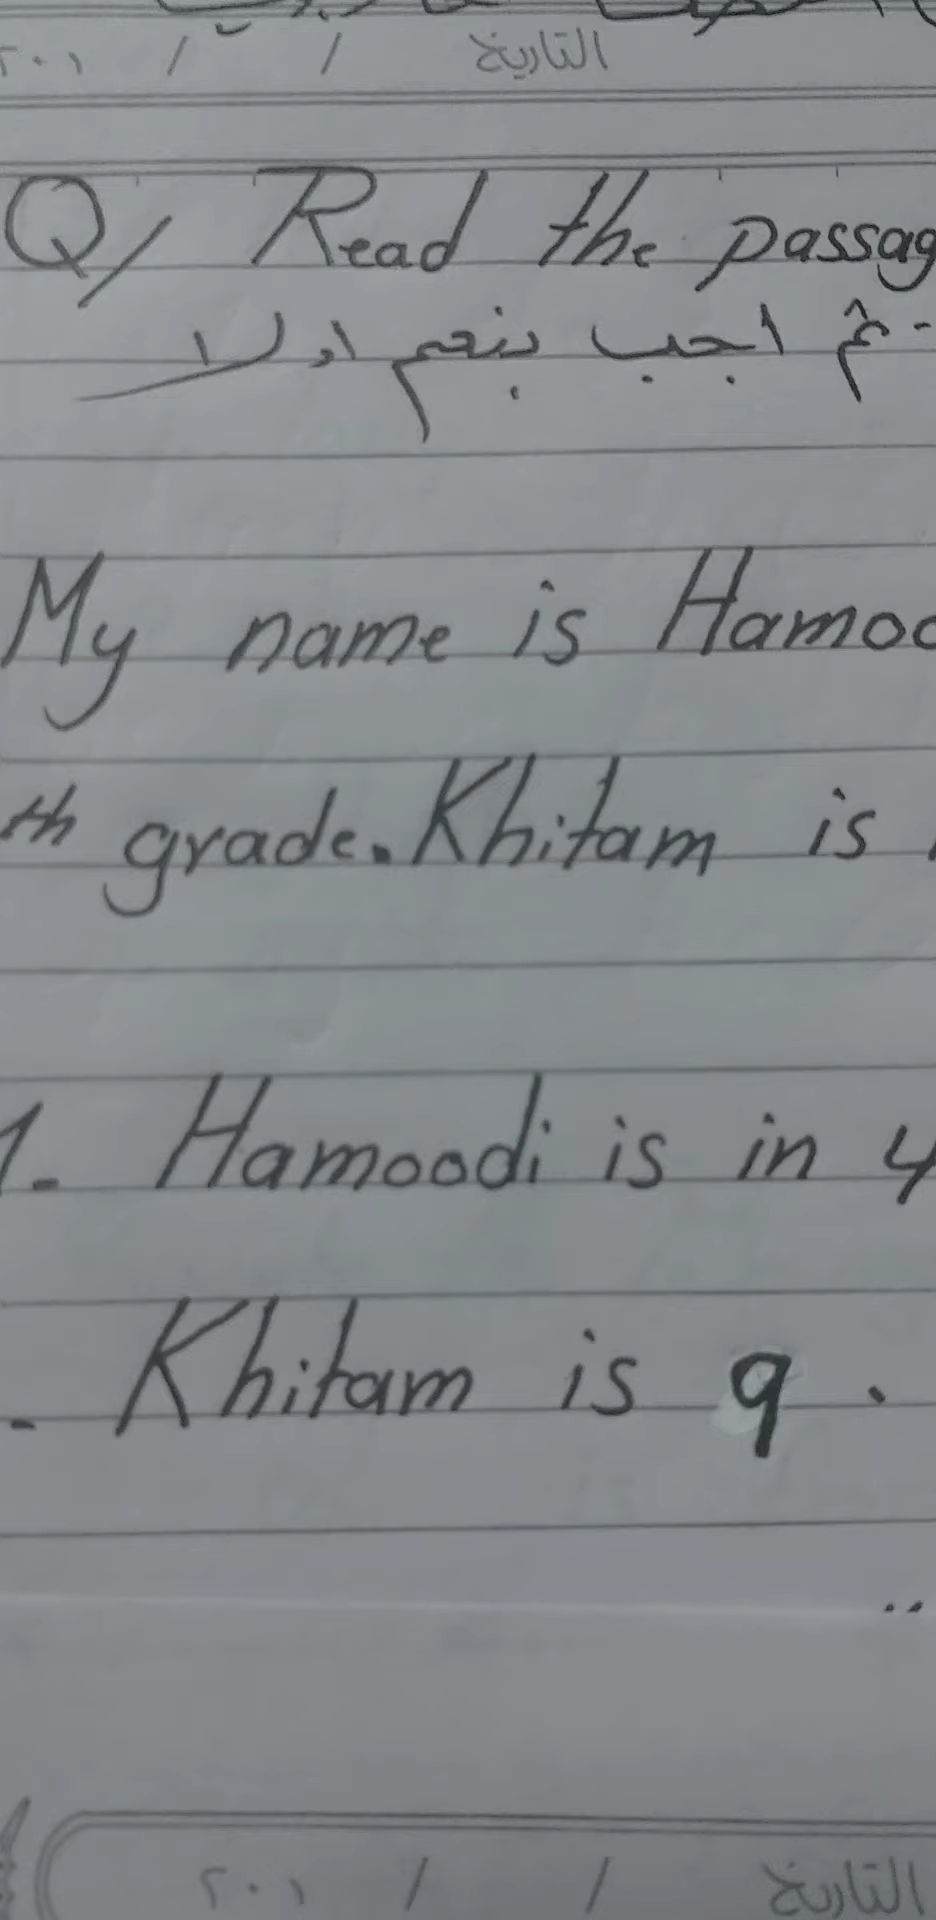 ٢٠١ / / التاريخ
Q/ Read the passag
ثم اجب بنعم او لا
My name is Hamoo
th grade. Khitam is
1. Hamoodi is in 4
. Khitam is 9.
٢٠١ / / التاريخ